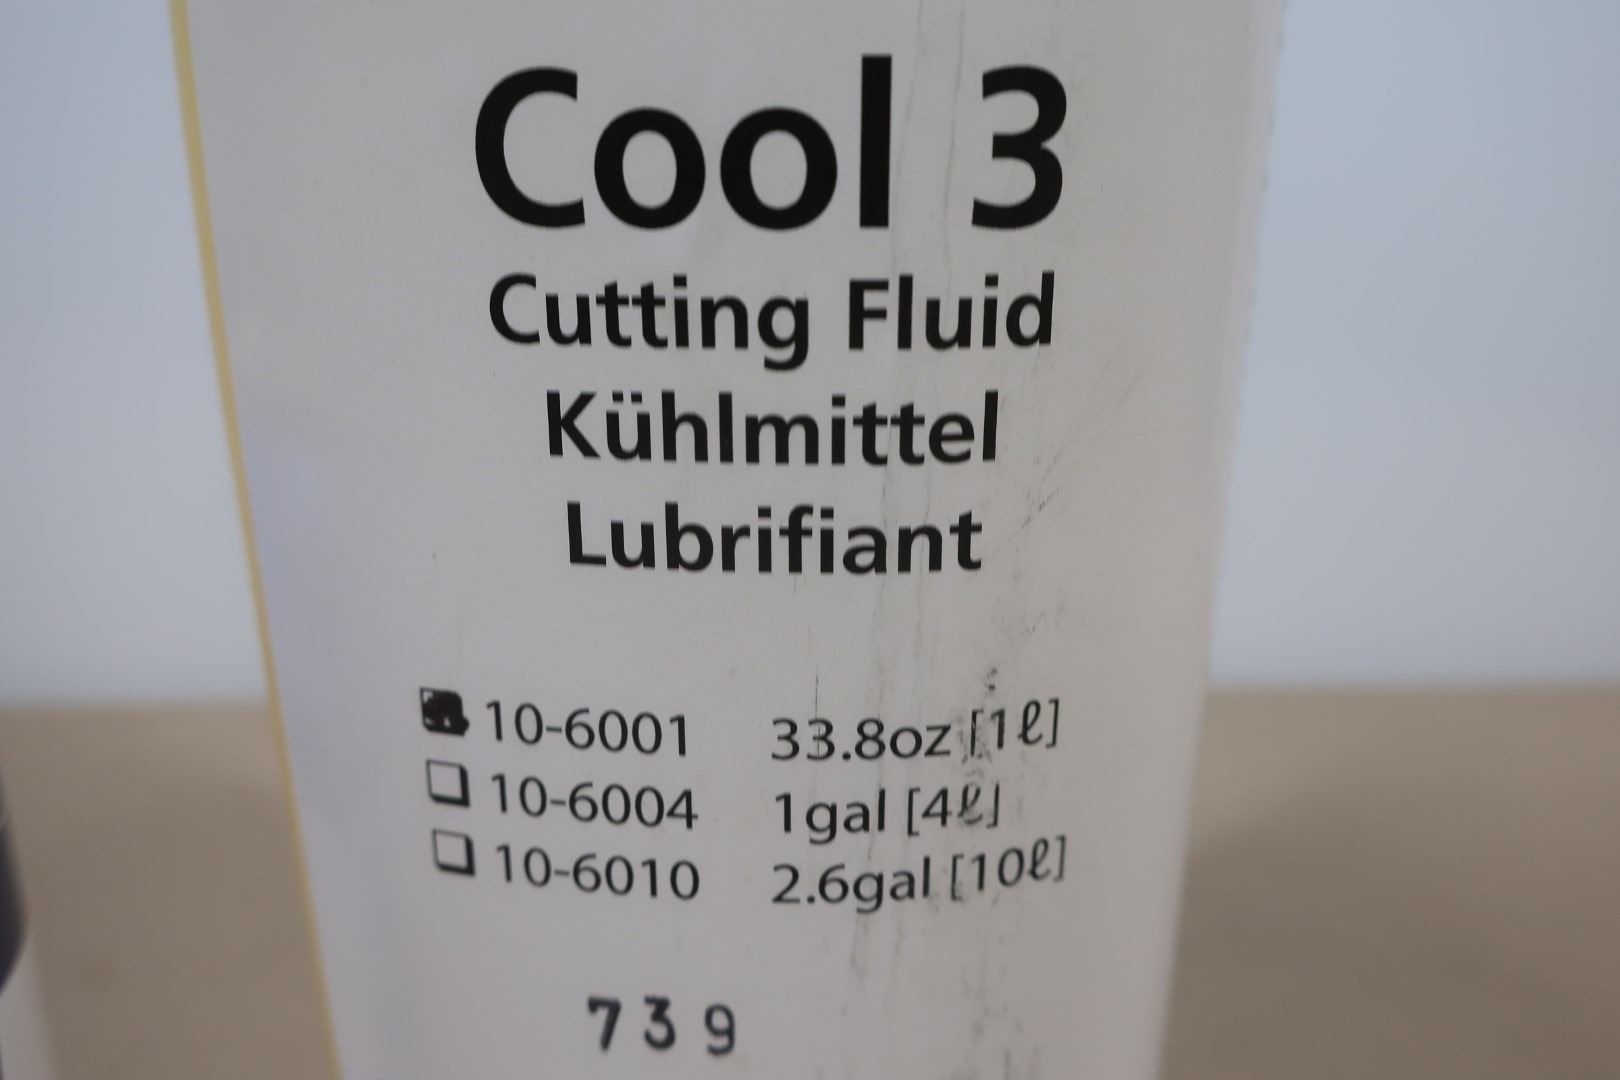 Cool 3
Cutting Fluid
Kühlmittel
Lubrifiant
10-6001 33.8oz [1ℓ]
10-6004 1gal [4ℓ]
10-6010 2.6gal [10ℓ]
739